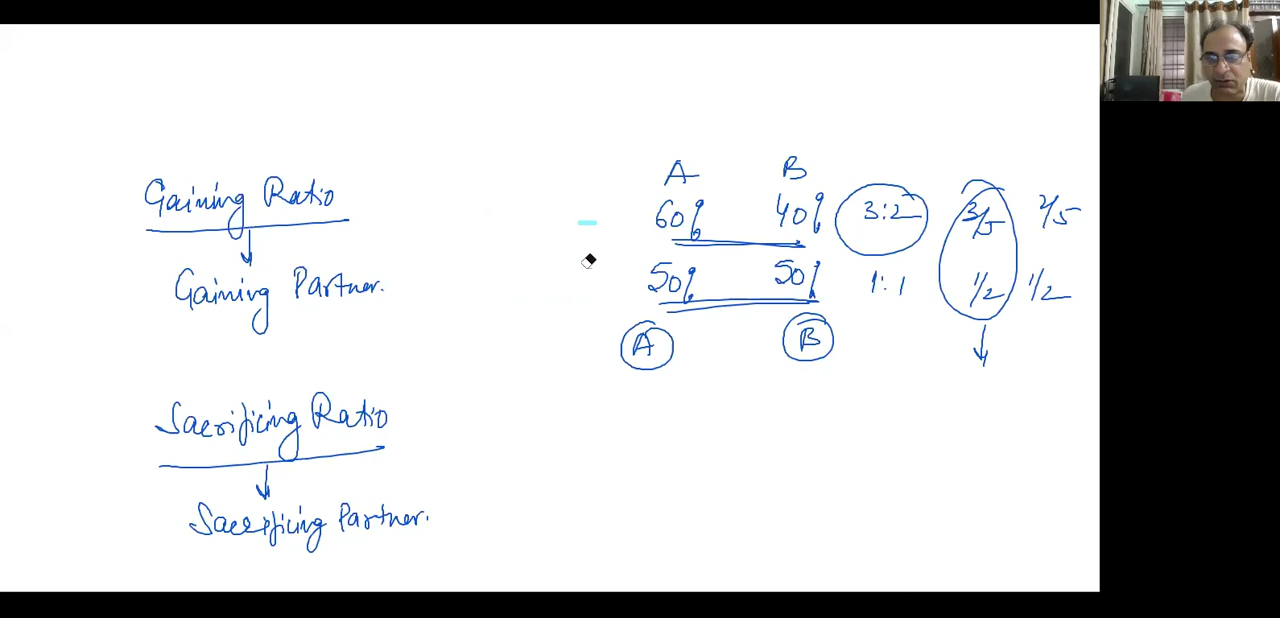 Gaining Ratio
Gaining Partner.
Sacrificing Ratio
Sacrificing Partner.
A B
60% 40% 3:2 3/5 2/5
50% 50% 1:1 1/2 1/2
A B